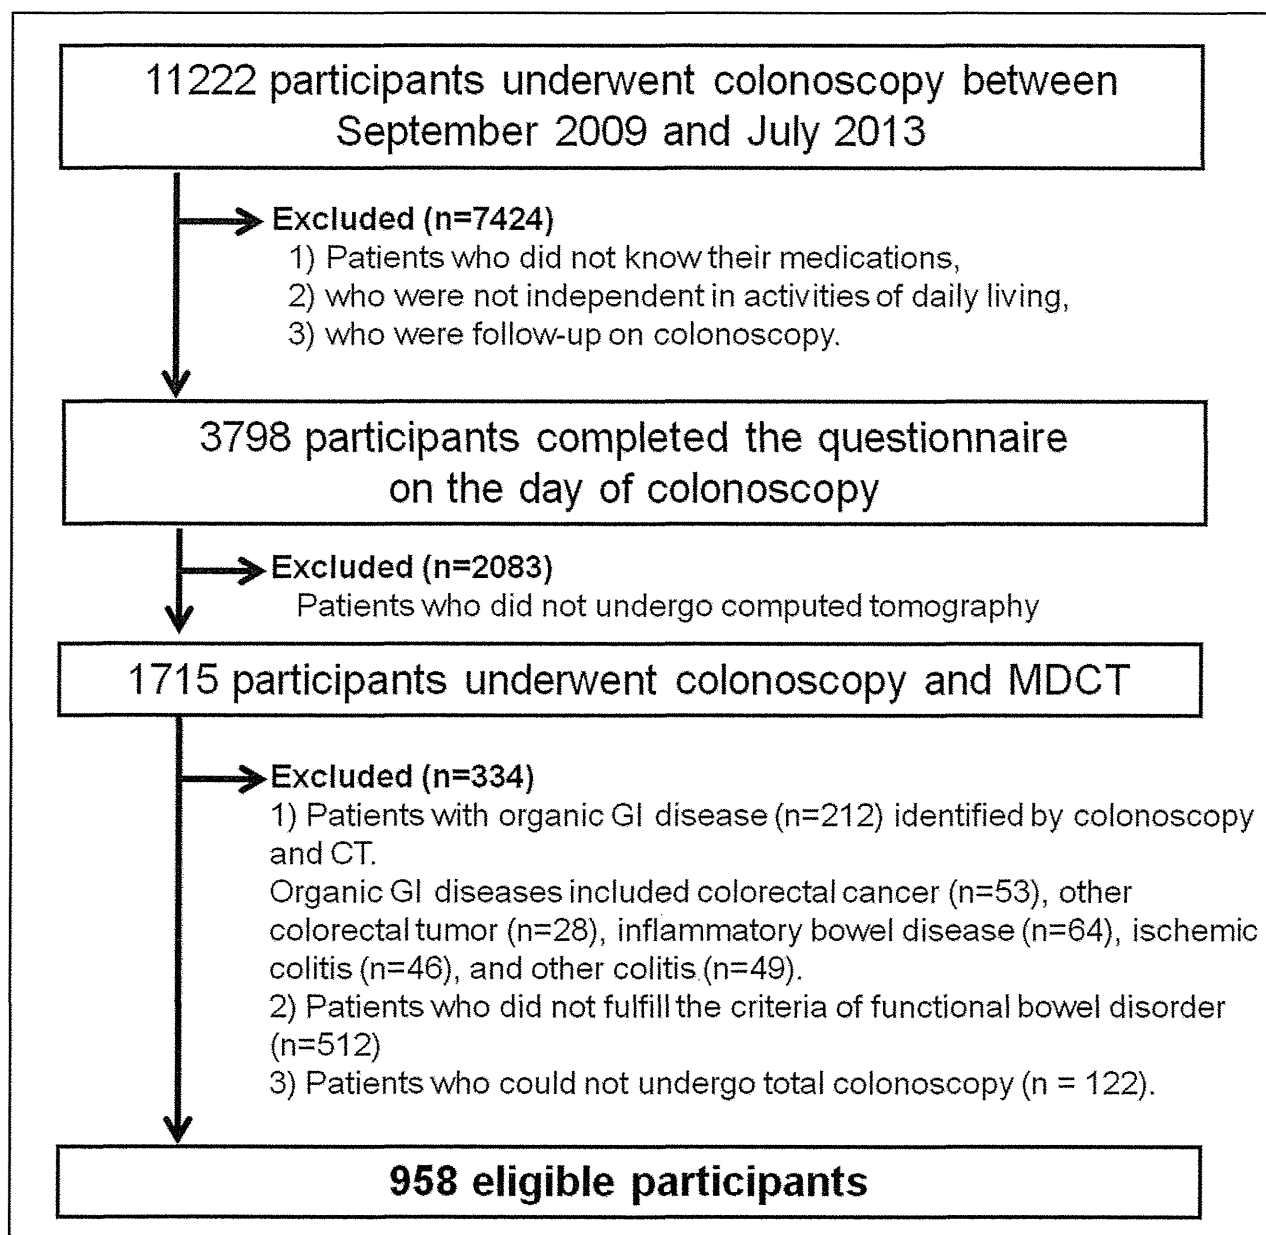 11222 participants underwent colonoscopy between
September 2009 and July 2013
Excluded (n=7424)
1) Patients who did not know their medications,
2) who were not independent in activities of daily living,
3) who were follow-up on colonoscopy.
3798 participants completed the questionnaire
on the day of colonoscopy
Excluded (n=2083)
Patients who did not undergo computed tomography
1715 participants underwent colonoscopy and MDCT
Excluded (n=334)
1) Patients with organic GI disease (n=212) identified by colonoscopy
and CT.
Organic GI diseases included colorectal cancer (n=53), other
colorectal tumor (n=28), inflammatory bowel disease (n=64), ischemic
colitis (n=46), and other colitis (n=49).
2) Patients who did not fulfill the criteria of functional bowel disorder
(n=512)
3) Patients who could not undergo total colonoscopy (n = 122).
958 eligible participants